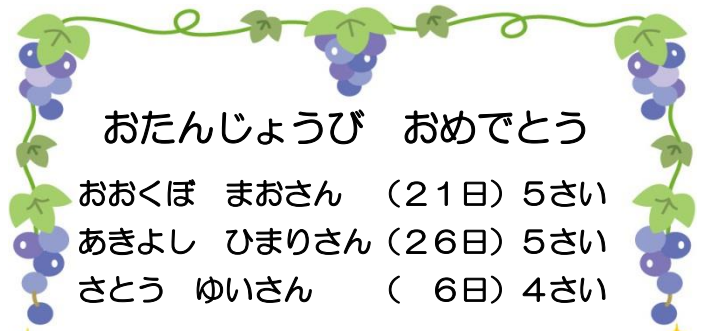 おたんじょうび　おめでとう
おおくぼ　まおさん　（２１日）５さい
あきよし　ひまりさん（２６日）５さい
さとう　ゆいさん　　（　６日）４さい